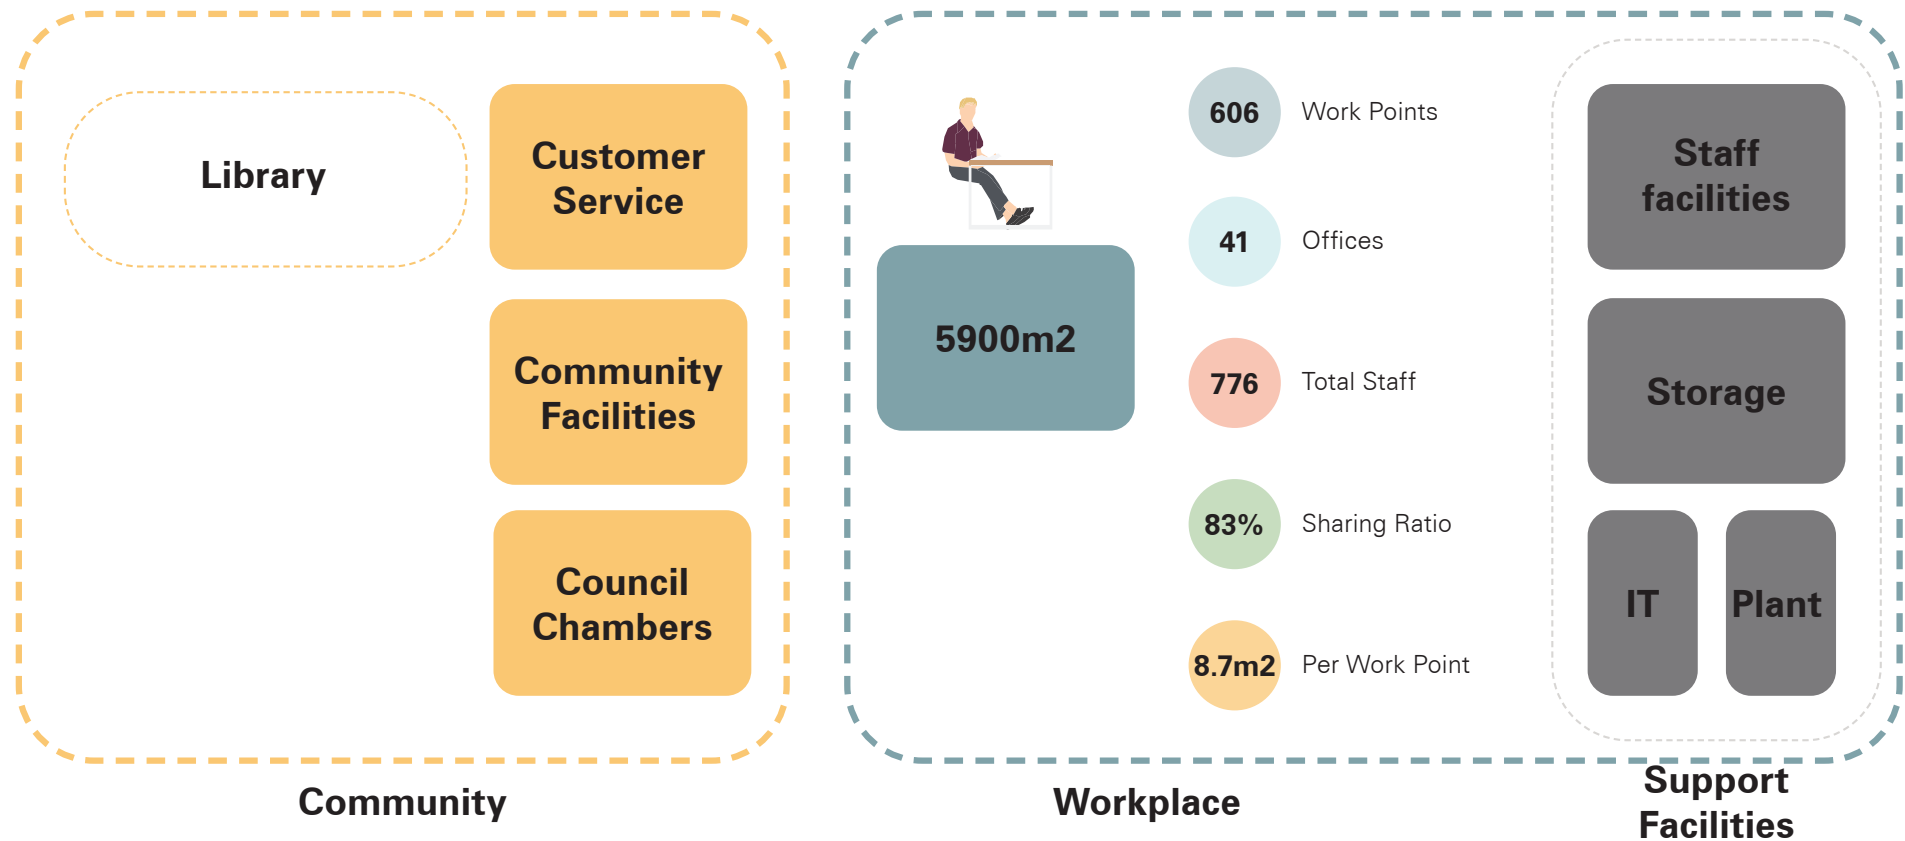 Library
Customer
Service
Community
Facilities
Council
Chambers
Community
5900m2
606
Work Points
41
Offices
776
Total Staff
83%
Sharing Ratio
8.7m2
Per Work Point
Workplace
Staff
facilities
Storage
IT
Plant
Support
Facilities